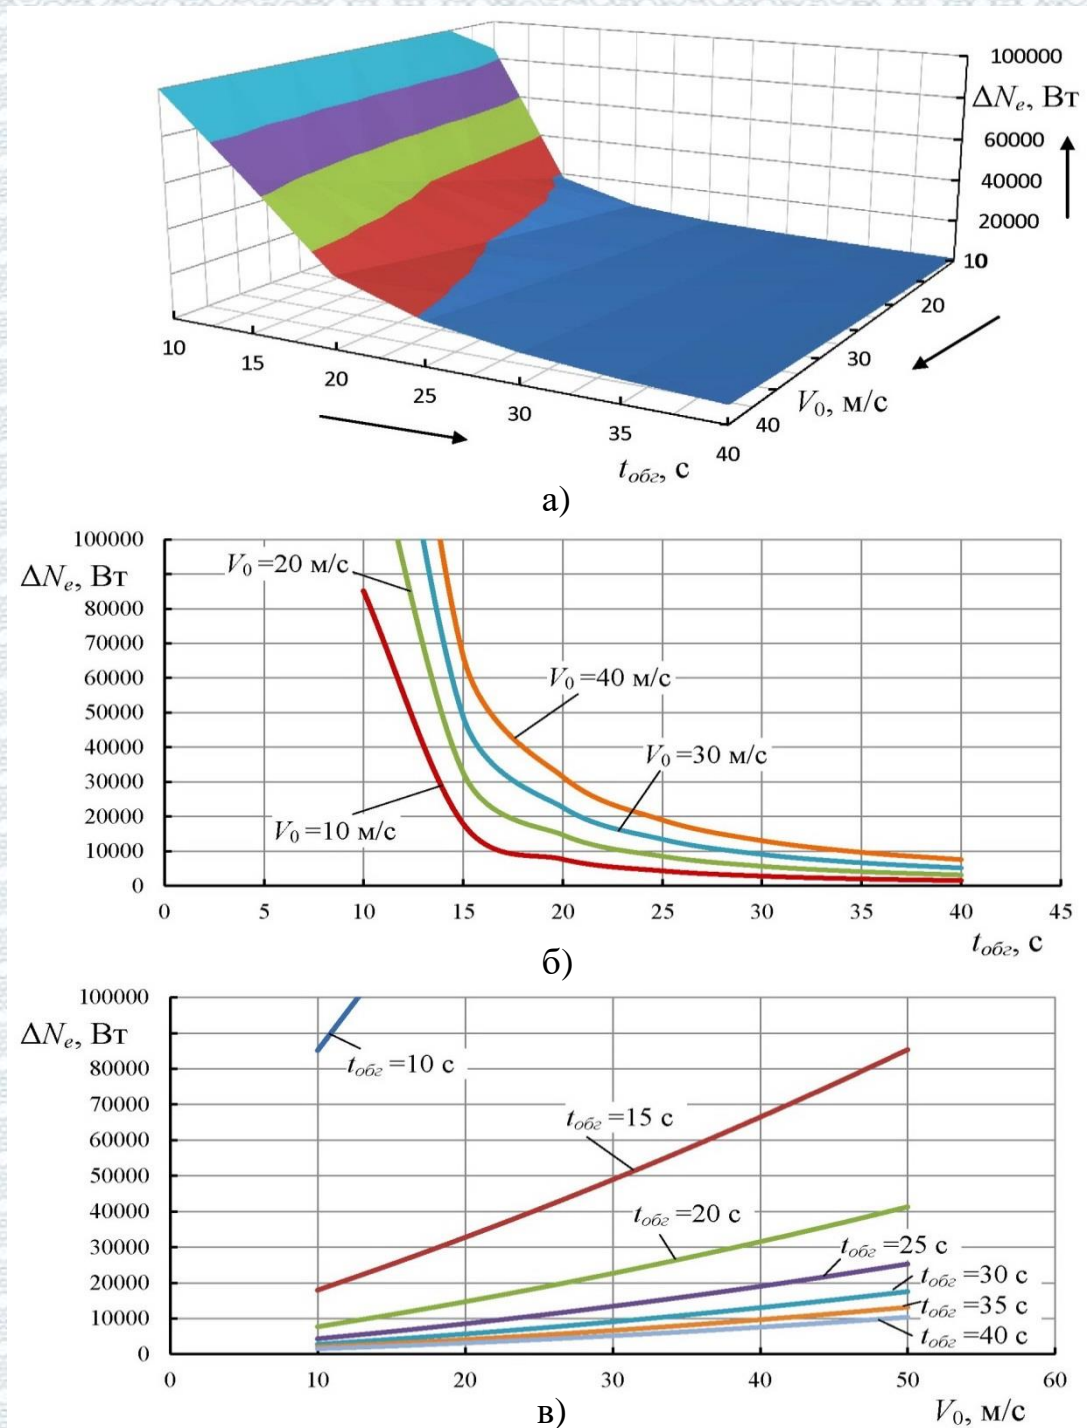 100000
ΔNₑ, Вт
60000
40000
20000
10
20
30
40
V₀, м/с
10
15
20
25
30
35
40
tобг, с
а)
100000
ΔNₑ, Вт
80000
70000
60000
50000
40000
30000
20000
10000
0
V₀ =20 м/с
V₀ =40 м/с
V₀ =30 м/с
V₀ =10 м/с
0 5 10 15 20 25 30 35 40 45
tобг, с
б)
100000
ΔNₑ, Вт
80000
70000
60000
50000
40000
30000
20000
10000
0
tобг =10 с
tобг =15 с
tобг =20 с
tобг =25 с
tобг =30 с
tобг =35 с
tобг =40 с
0 10 20 30 40 50 60
V₀, м/с
в)